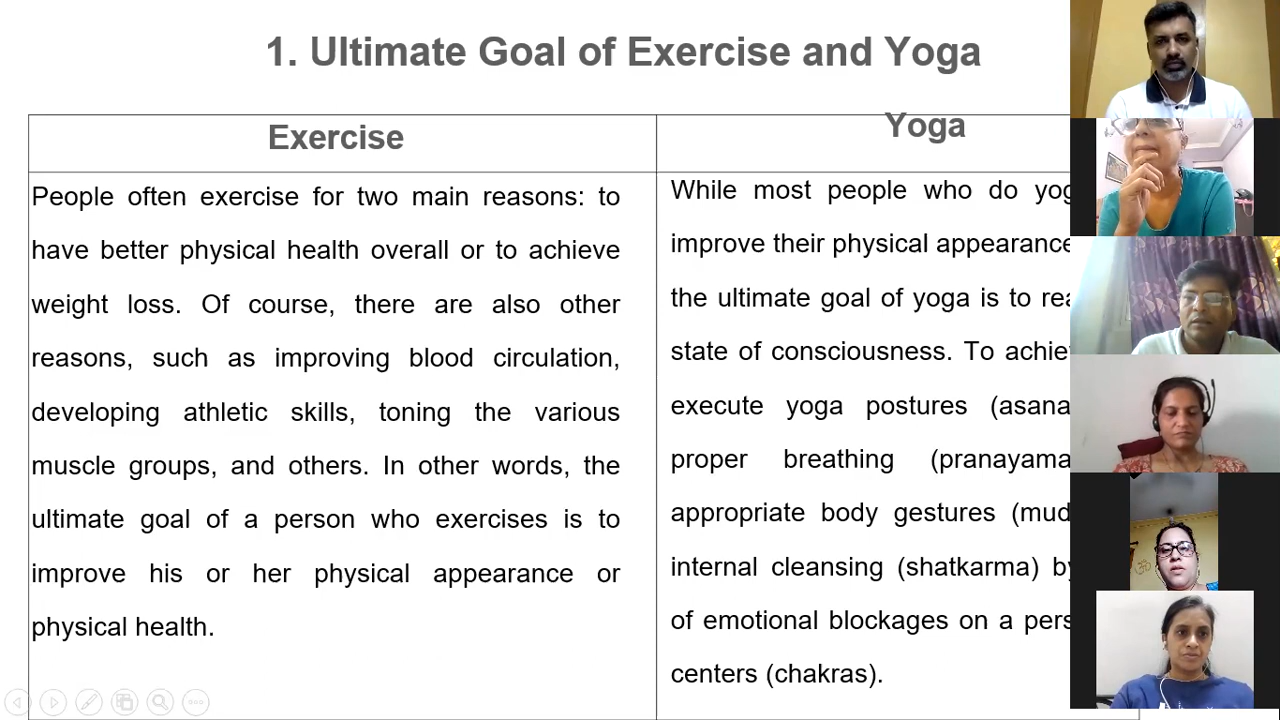 1. Ultimate Goal of Exercise and Yoga
Exercise
People often exercise for two main reasons: to
have better physical health overall or to achieve
weight loss. Of course, there are also other
reasons, such as improving blood circulation,
developing athletic skills, toning the various
muscle groups, and others. In other words, the
ultimate goal of a person who exercises is to
improve his or her physical appearance or
physical health.
Yoga
While most people who do
improve their physical appearance
the ultimate goal of yoga is to
state of consciousness. To
execute yoga postures (asana
proper breathing (pranayama
appropriate body gestures
internal cleansing (shatkarma)
of emotional blockages on a
centers (chakras).